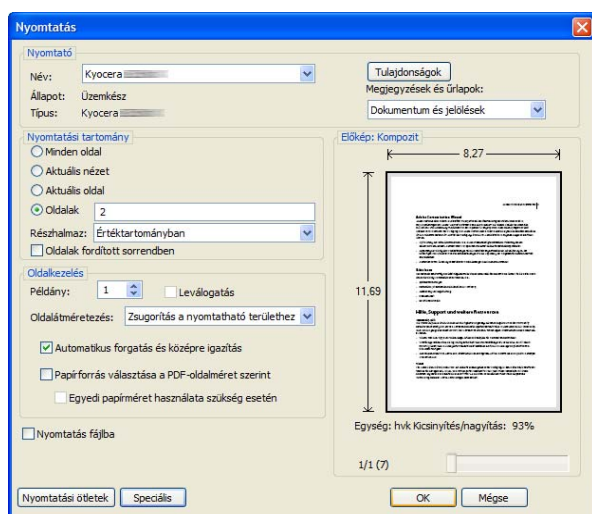 Nyomtatás
Nyomtató
Név: Kyocera
Tulajdonságok
Állapot: Üzemkész
Megjegyzések és űrlapok:
Típus: Kyocera
Dokumentum és jelölések
Nyomtatási tartomány
Minden oldal
Aktuális nézet
Aktuális oldal
Oldalak 2
Részhalmaz: Értéktartományban
Oldalak fordított sorrendben
Oldalkezelés
Példány: 1 Leválogatás
Oldalátméretezés: Zsugorítás a nyomtatható területhez
Automatikus forgatás és középre igazítás
Papírforrás választása a PDF-oldalméret szerint
Egyedi papírméret használata szükség esetén
Nyomtatás fájlba
Előkép: Kompozit
8,27
11,69
Egység: hvk Kicsinyítés/nagyítás: 93%
1/1 (7)
Nyomtatási ötletek Speciális OK Mégse